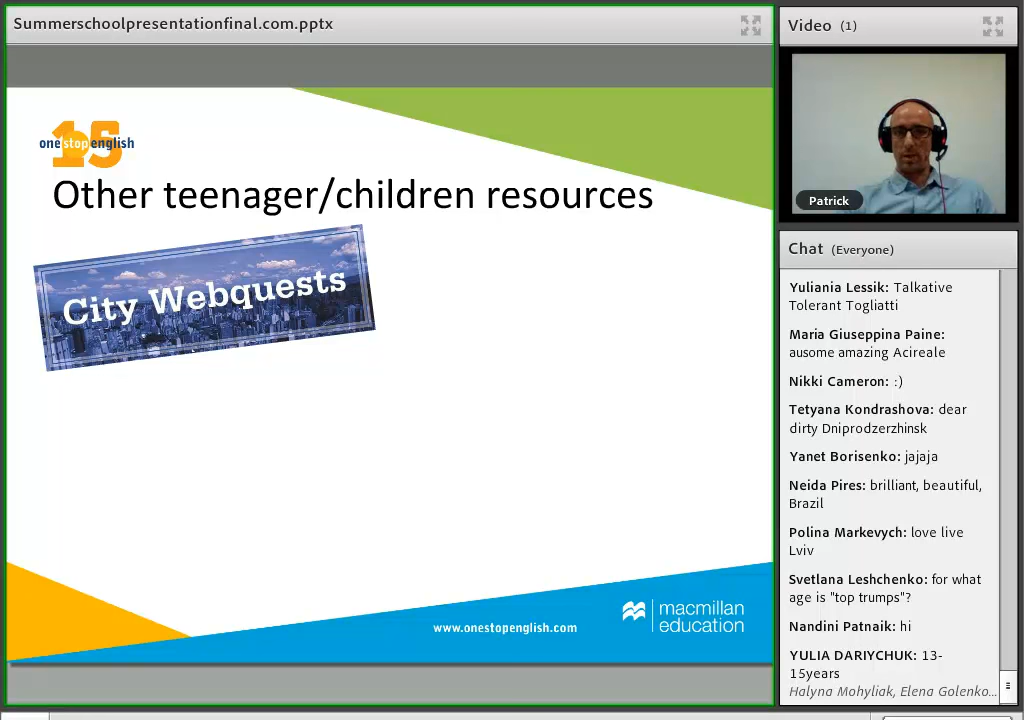 Summerschoolpresentationfinal.com.pptx
15
onestopenglish
Other teenager/children resources
City Webquests
www.onestopenglish.com
macmillan
education
Video (1)
Patrick
Chat (Everyone)
Yuliania Lessik: Talkative
Tolerant Togliatti
Maria Giuseppina Paine:
ausome amazing Acireale
Nikki Cameron: :)
Tetyana Kondrashova: dear
dirty Dniprodzerzhinsk
Yanet Borisenko: jajaja
Neida Pires: brilliant, beautiful,
Brazil
Polina Markevych: love live
Lviv
Svetlana Leshchenko: for what
age is "top trumps"?
Nandini Patnaik: hi
YULIA DARIYCHUK: 13-
15years
Halyna Mohyliak, Elena Golenko...